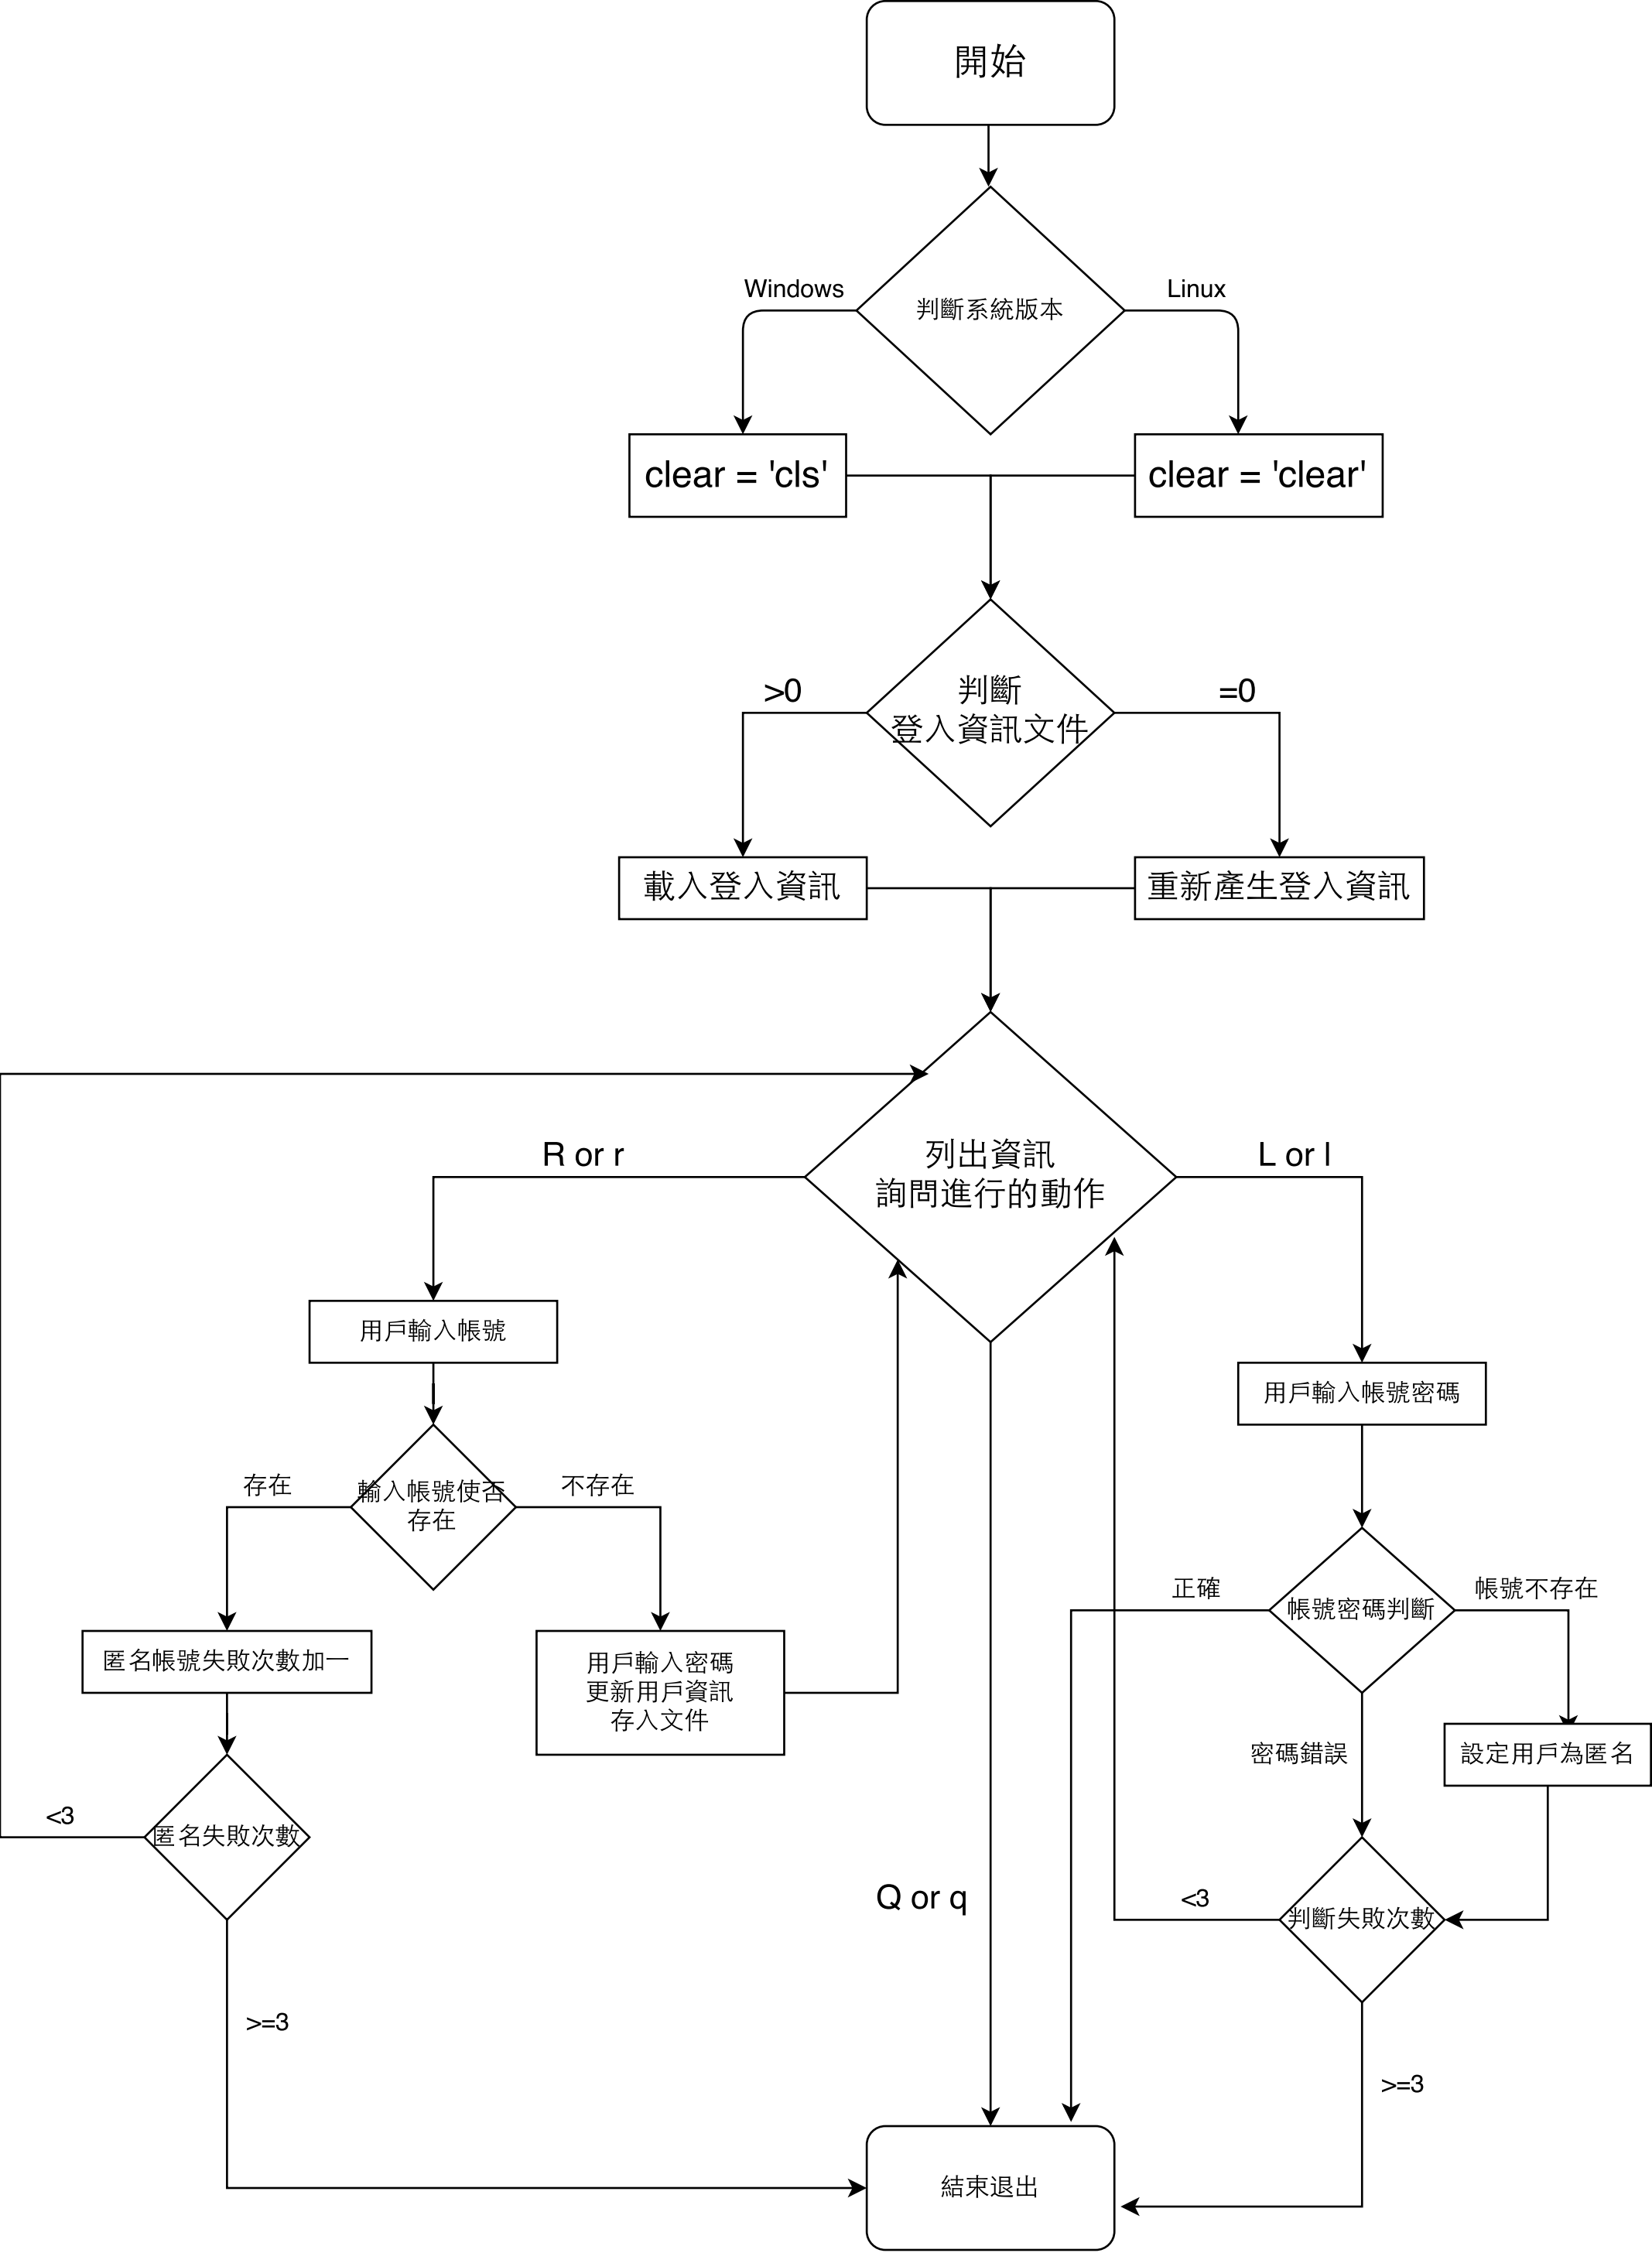 開始
Windows
判斷系統版本
Linux
clear = 'cls'
clear = 'clear'
>0
判斷
登入資訊文件
=0
載入登入資訊
重新產生登入資訊
R or r
列出資訊
詢問進行的動作
L or l
用戶輸入帳號
用戶輸入帳號密碼
存在
輸入帳號使否
存在
不存在
正確
帳號密碼判斷
帳號不存在
匿名帳號失敗次數加一
用戶輸入密碼
更新用戶資訊
存入文件
密碼錯誤
設定用戶為匿名
<3
匿名失敗次數
Q or q
<3
判斷失敗次數
>=3
>=3
結束退出